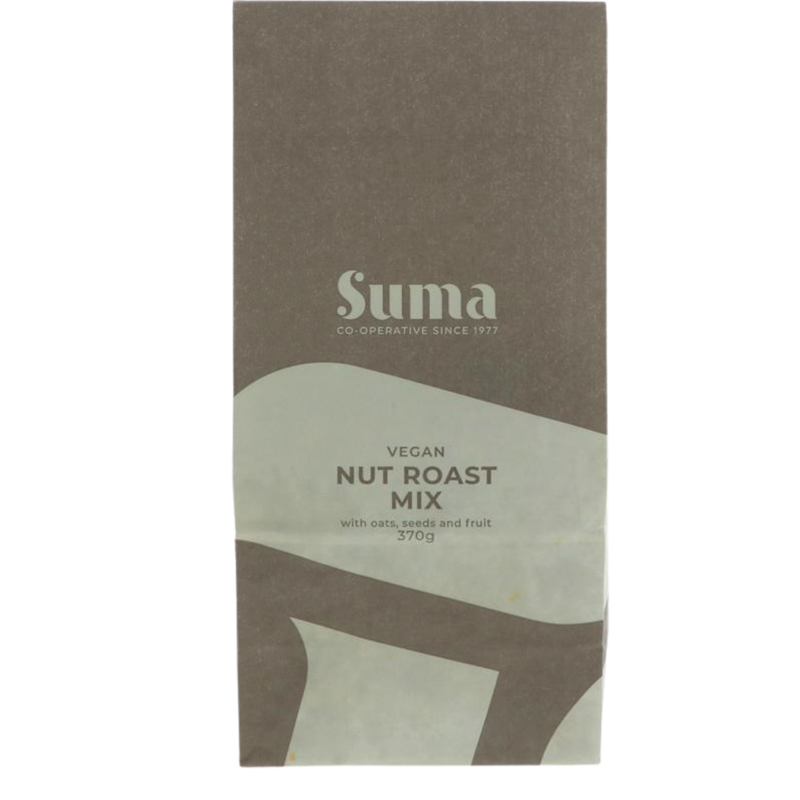 Suma
CO-OPERATIVE SINCE 1977
VEGAN
NUT ROAST
MIX
with oats, seeds and fruit
370g